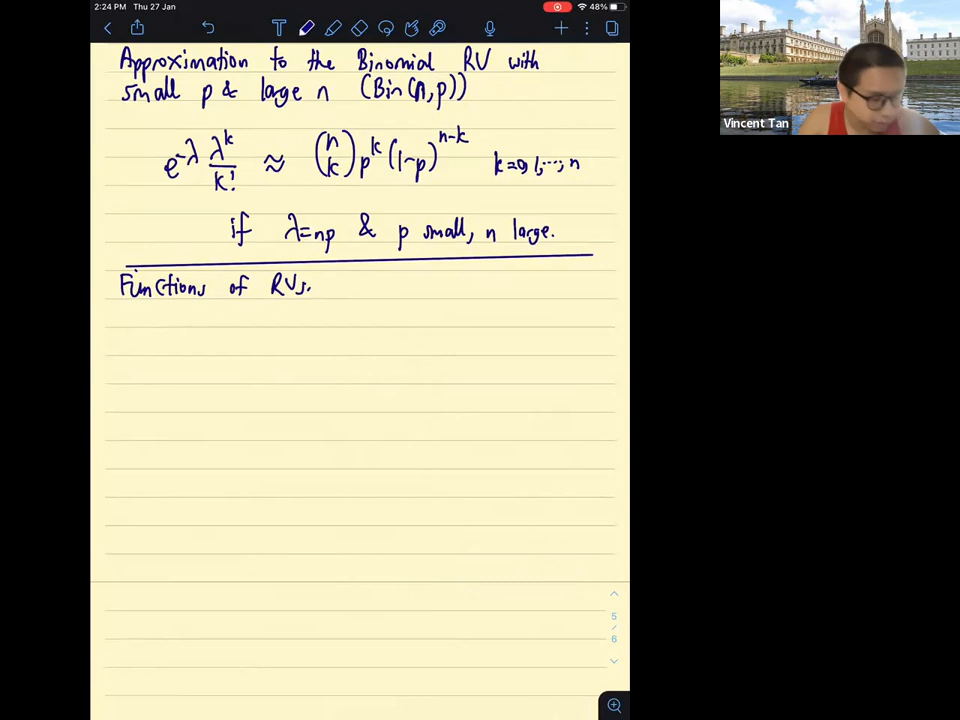 2:24 PM Thu 27 Jan
48%
Approximation to the Binomial RV with
small p & large n (Bin(n,p))
e^{-λ} λ^k/k! ≈ (n k) p^k (1-p)^{n-k} k=0,1,...,n
if λ=np & p small, n large.
Functions of RVs.
5
/
6
Vincent Tan